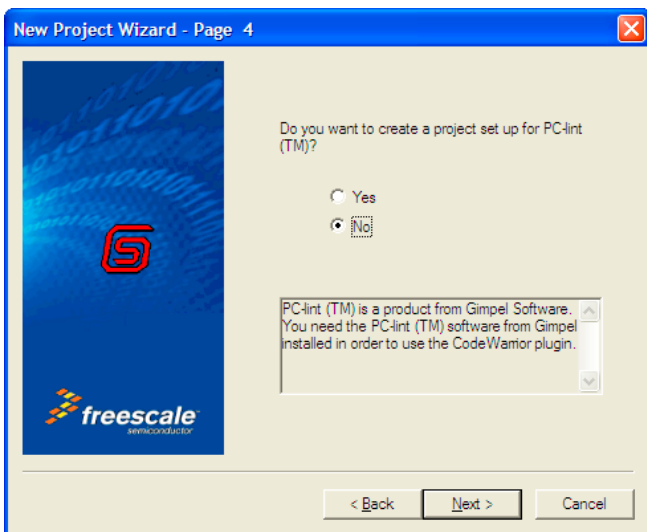 New Project Wizard - Page 4
Do you want to create a project set up for PC-lint
(TM)?
Yes
No
PC-lint (TM) is a product from Gimpel Software.
You need the PC-lint (TM) software from Gimpel
installed in order to use the CodeWarrior plugin.
freescale
semiconductor
< Back
Next >
Cancel